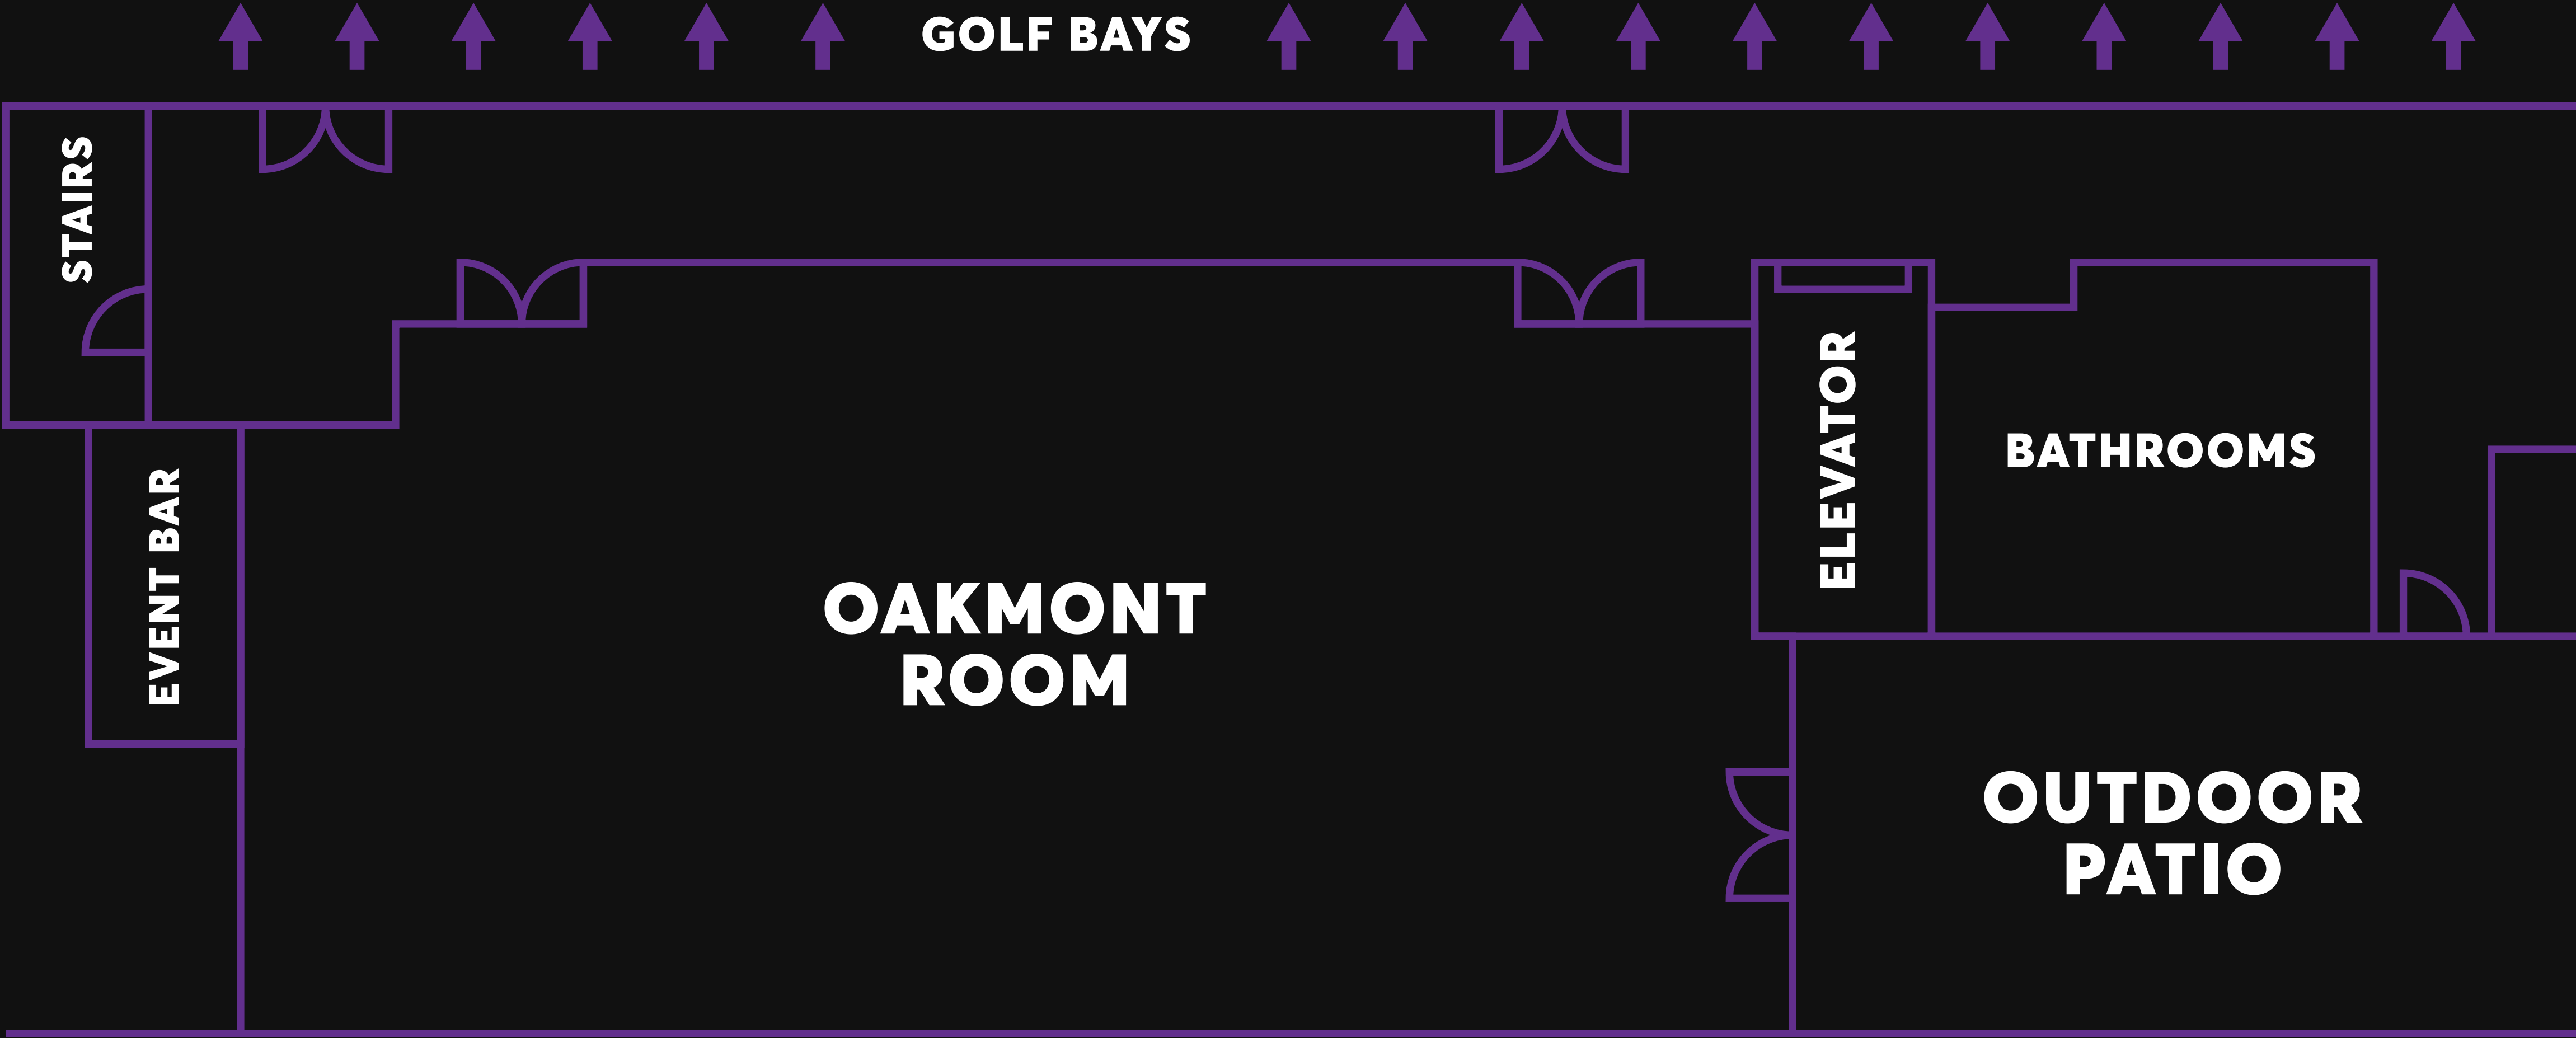 GOLF BAYS
STAIRS
EVENT BAR
OAKMONT
ROOM
ELEVATOR
BATHROOMS
OUTDOOR
PATIO